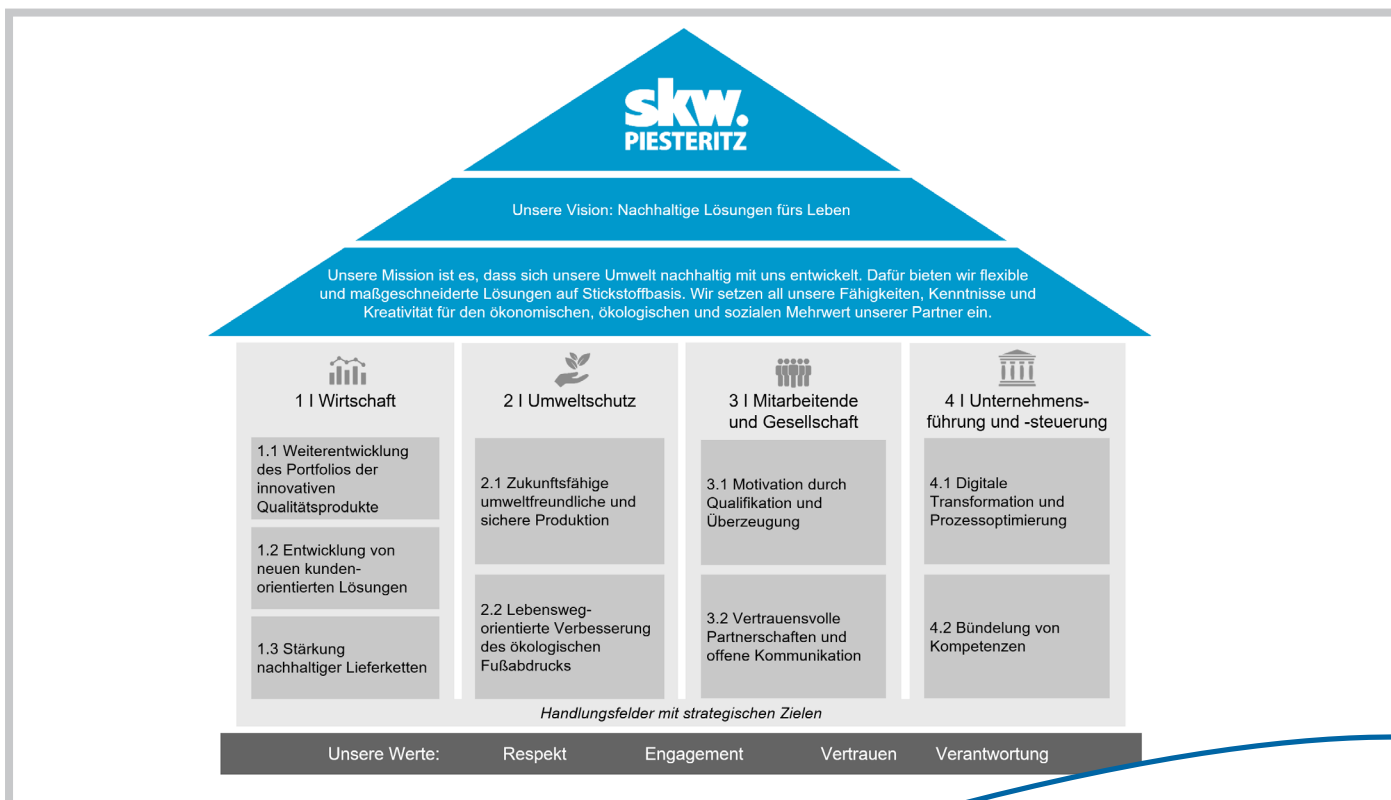 skw.
PIESTERITZ
Unsere Vision: Nachhaltige Lösungen fürs Leben
Unsere Mission ist es, dass sich unsere Umwelt nachhaltig mit uns entwickelt. Dafür bieten wir flexible
und maßgeschneiderte Lösungen auf Stickstoffbasis. Wir setzen all unsere Fähigkeiten, Kenntnisse und
Kreativität für den ökonomischen, ökologischen und sozialen Mehrwert unserer Partner ein.
1 I Wirtschaft
1.1 Weiterentwicklung
des Portfolios der
innovativen
Qualitätsprodukte
1.2 Entwicklung von
neuen kunden-
orientierten Lösungen
1.3 Stärkung
nachhaltiger Lieferketten
2 I Umweltschutz
2.1 Zukunftsfähige
umweltfreundliche und
sichere Produktion
2.2 Lebensweg-
orientierte Verbesserung
des ökologischen
Fußabdrucks
3 I Mitarbeitende
und Gesellschaft
3.1 Motivation durch
Qualifikation und
Überzeugung
3.2 Vertrauensvolle
Partnerschaften und
offene Kommunikation
4 I Unternehmens-
führung und -steuerung
4.1 Digitale
Transformation und
Prozessoptimierung
4.2 Bündelung von
Kompetenzen
Handlungsfelder mit strategischen Zielen
Unsere Werte: Respekt Engagement Vertrauen Verantwortung